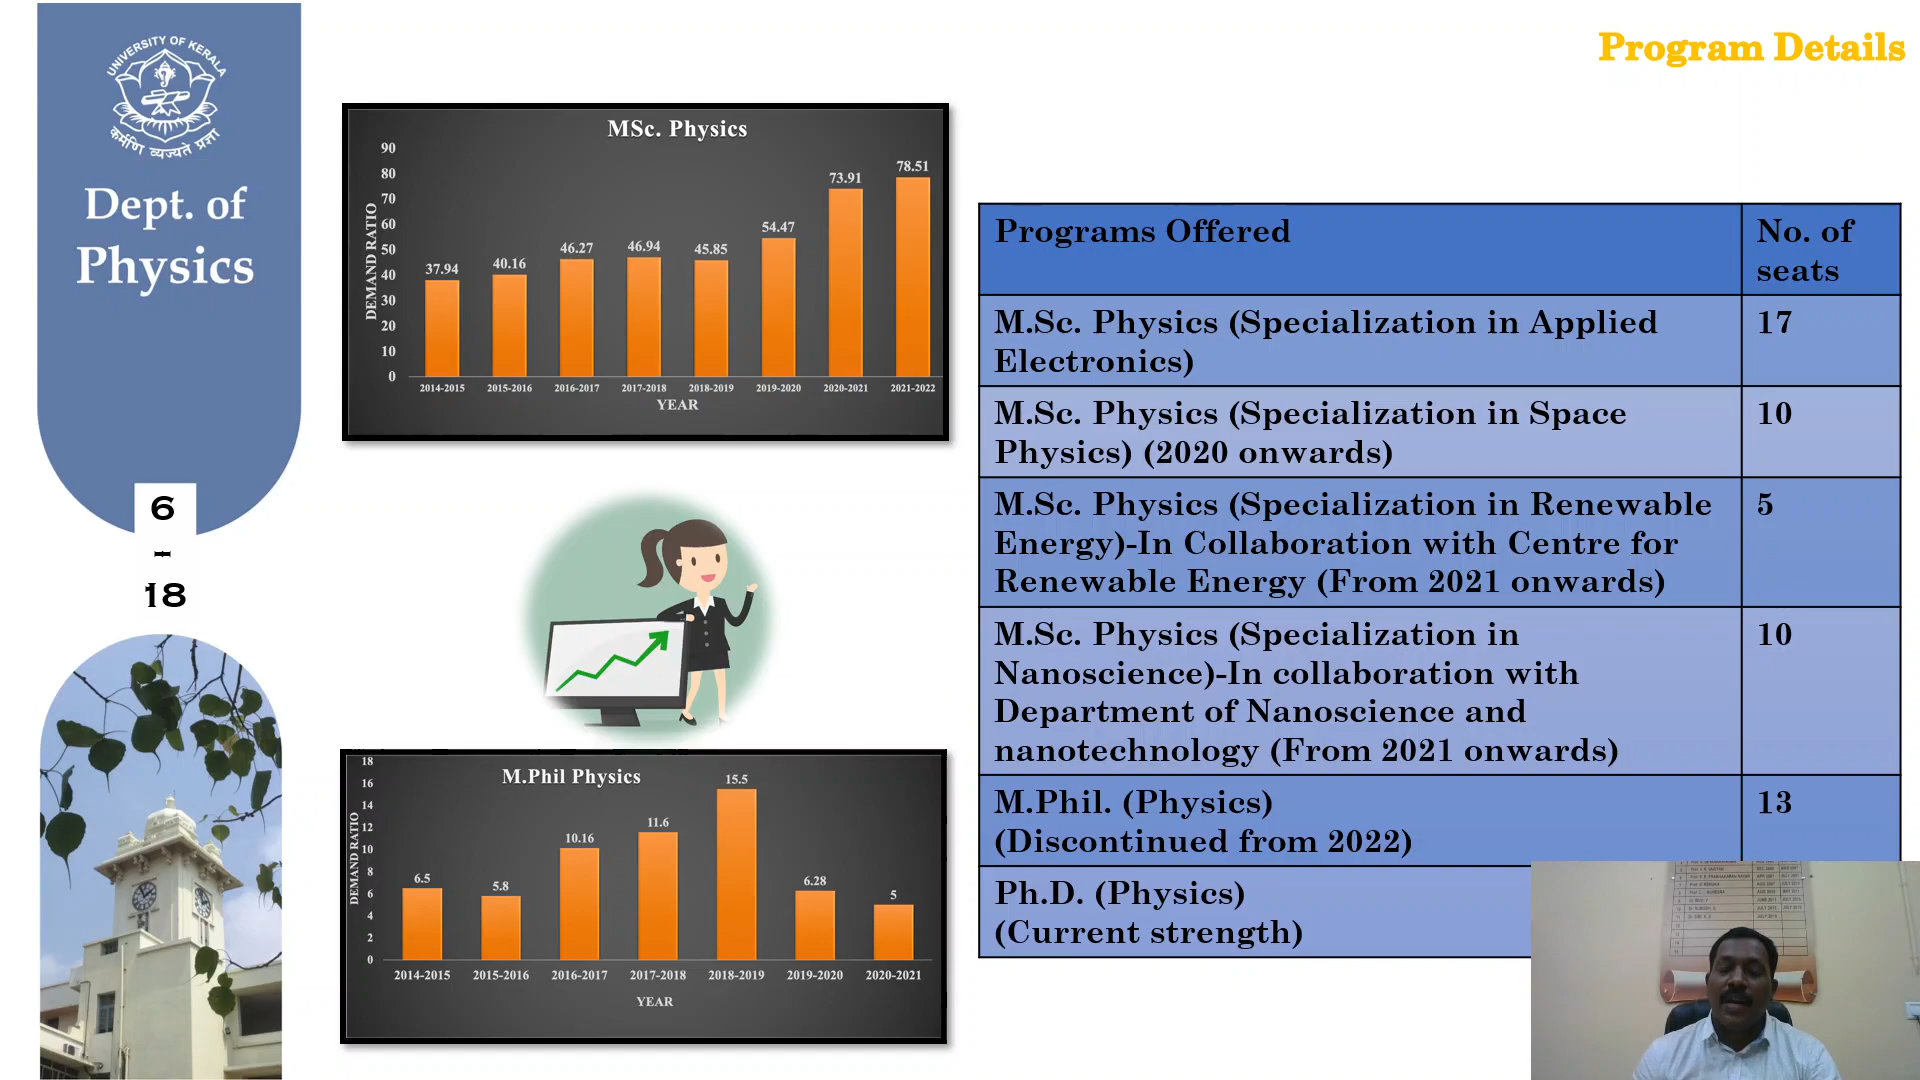 UNIVERSITY OF KERALA
कर्मणि व्यज्यते प्रज्ञा
Dept. of
Physics
6
-
18
Program Details
MSc. Physics
DEMAND RATIO
90
80
70
60
50
40
30
20
10
0
37.94
40.16
46.27
46.94
45.85
54.47
73.91
78.51
2014-2015 2015-2016 2016-2017 2017-2018 2018-2019 2019-2020 2020-2021 2021-2022
YEAR
M.Phil Physics
DEMAND RATIO
18
16
14
12
10
8
6
4
2
0
6.5
5.8
10.16
11.6
15.5
6.28
5
2014-2015 2015-2016 2016-2017 2017-2018 2018-2019 2019-2020 2020-2021
YEAR
Programs Offered
No. of
seats
M.Sc. Physics (Specialization in Applied
Electronics)
17
M.Sc. Physics (Specialization in Space
Physics) (2020 onwards)
10
M.Sc. Physics (Specialization in Renewable
Energy)-In Collaboration with Centre for
Renewable Energy (From 2021 onwards)
5
M.Sc. Physics (Specialization in
Nanoscience)-In collaboration with
Department of Nanoscience and
nanotechnology (From 2021 onwards)
10
M.Phil. (Physics)
(Discontinued from 2022)
13
Ph.D. (Physics)
(Current strength)